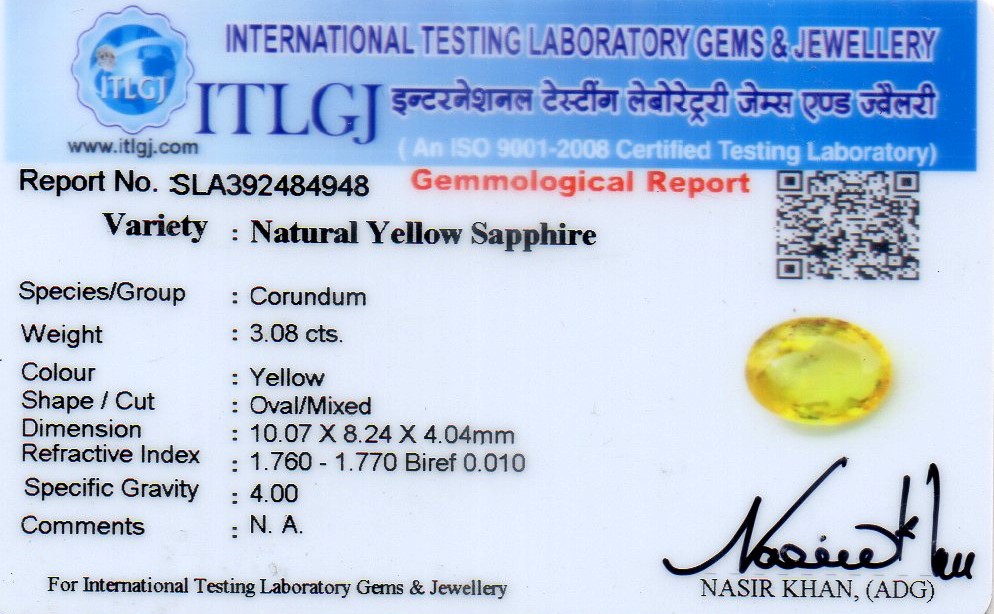 INTERNATIONAL TESTING LABORATORY GEMS & JEWELLERY
ITLGJ
ITLGJ इन्टरनेशनल टेस्टींग लेबोरेट्ररी जेम्स एण्ड ज्वैलरी
www.itlgj.com
( An ISO 9001-2008 Certified Testing Laboratory)
Report No. :SLA392484948
Gemmological Report
Variety : Natural Yellow Sapphire
Species/Group : Corundum
Weight : 3.08 cts.
Colour : Yellow
Shape / Cut : Oval/Mixed
Dimension : 10.07 X 8.24 X 4.04mm
Refractive Index : 1.760 - 1.770 Biref 0.010
Specific Gravity : 4.00
Comments : N. A.
For International Testing Laboratory Gems & Jewellery
NASIR KHAN, (ADG)